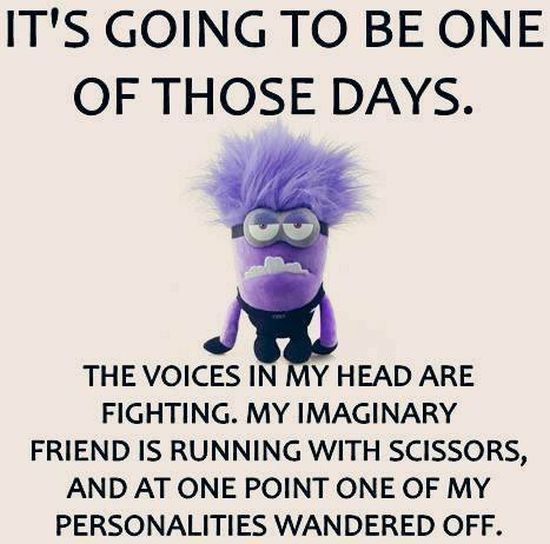 IT'S GOING TO BE ONE
OF THOSE DAYS.
THE VOICES IN MY HEAD ARE
FIGHTING. MY IMAGINARY
FRIEND IS RUNNING WITH SCISSORS,
AND AT ONE POINT ONE OF MY
PERSONALITIES WANDERED OFF.